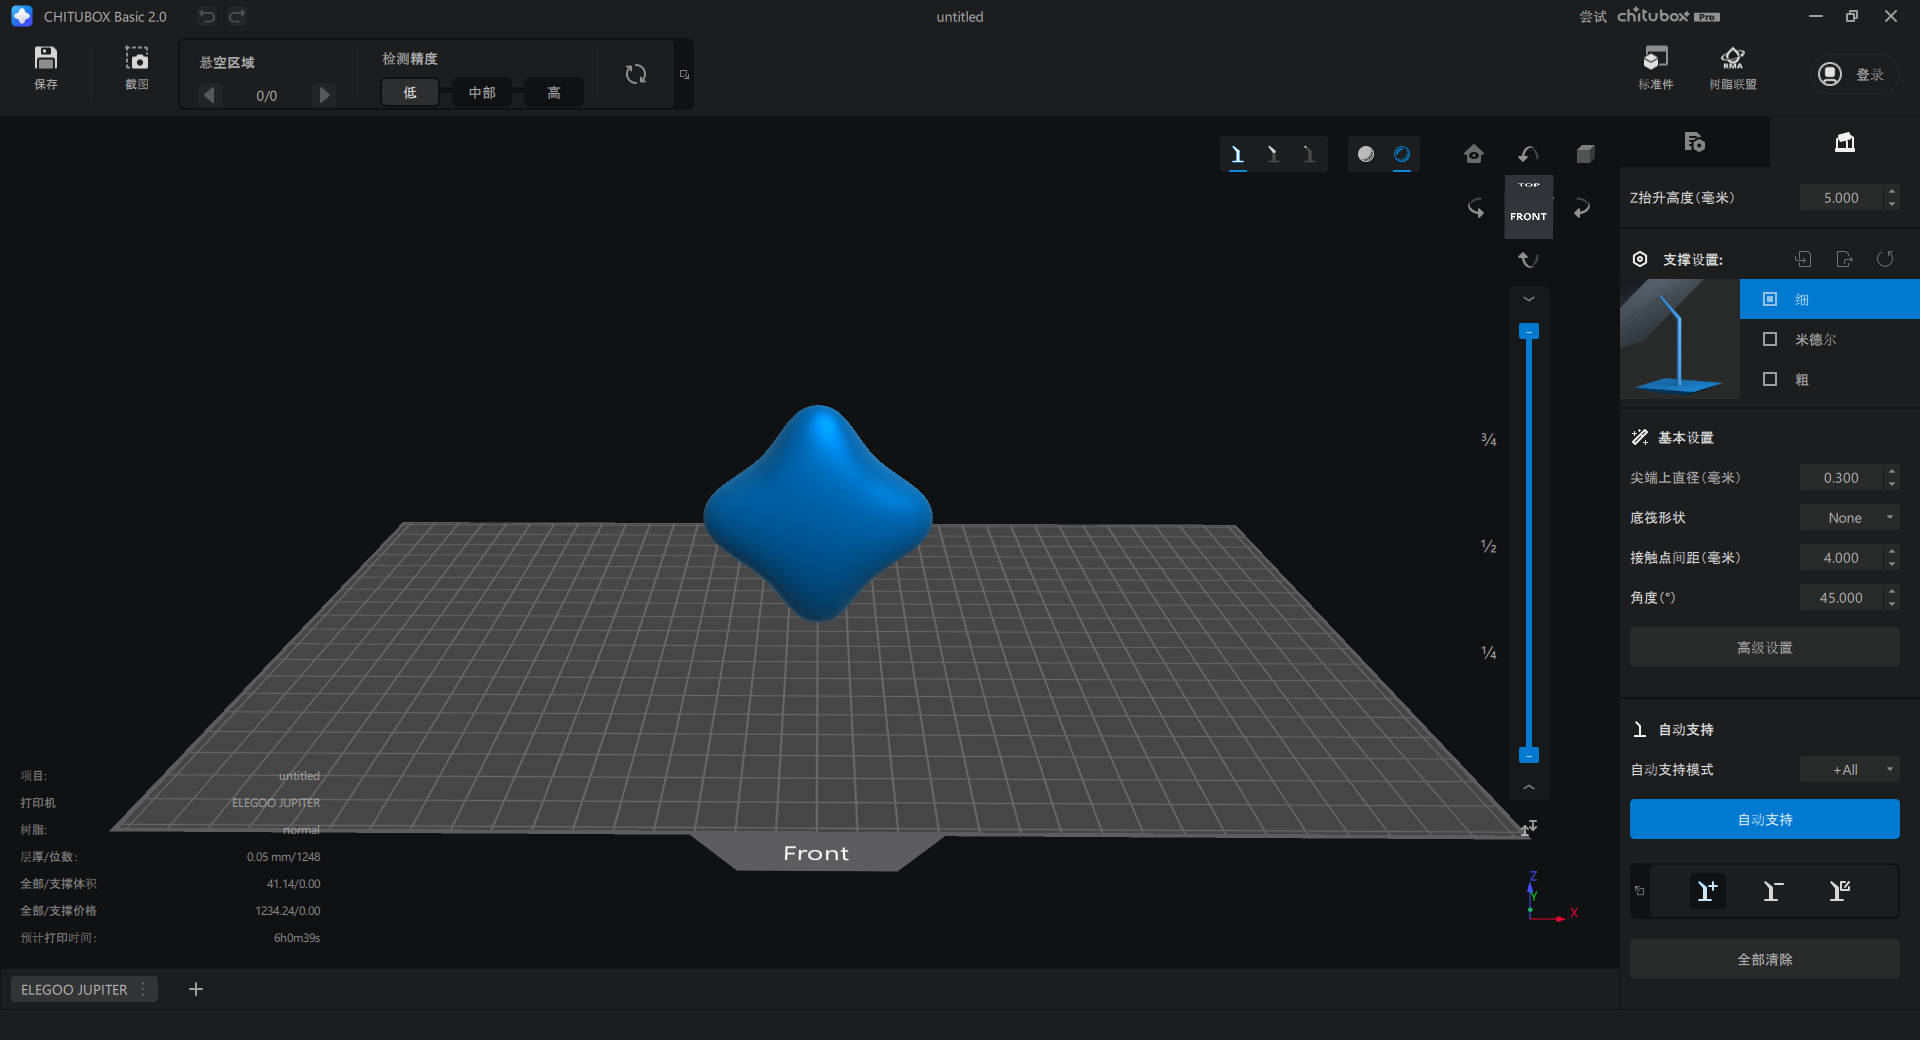 CHITUBOX Basic 2.0
untitled
尝试 chitubox Pro
保存
截图
悬空区域
0/0
检测精度
低
中部
高
标准件
RMA
树脂联盟
登录
TOP
FRONT
Z抬升高度(毫米)
5.000
支撑设置:
细
米德尔
粗
基本设置
尖端上直径(毫米)
0.300
底筏形状
None
接触点间距(毫米)
4.000
角度(°)
45.000
高级设置
自动支持
自动支持模式
+All
自动支持
全部清除
3/4
1/2
1/4
Front
Z
Y
X
项目: untitled
打印机 ELEGOO JUPITER
树脂: normal
层厚/位数: 0.05 mm/1248
全部/支撑体积 41.14/0.00
全部/支撑价格 1234.24/0.00
预计打印时间: 6h0m39s
ELEGOO JUPITER